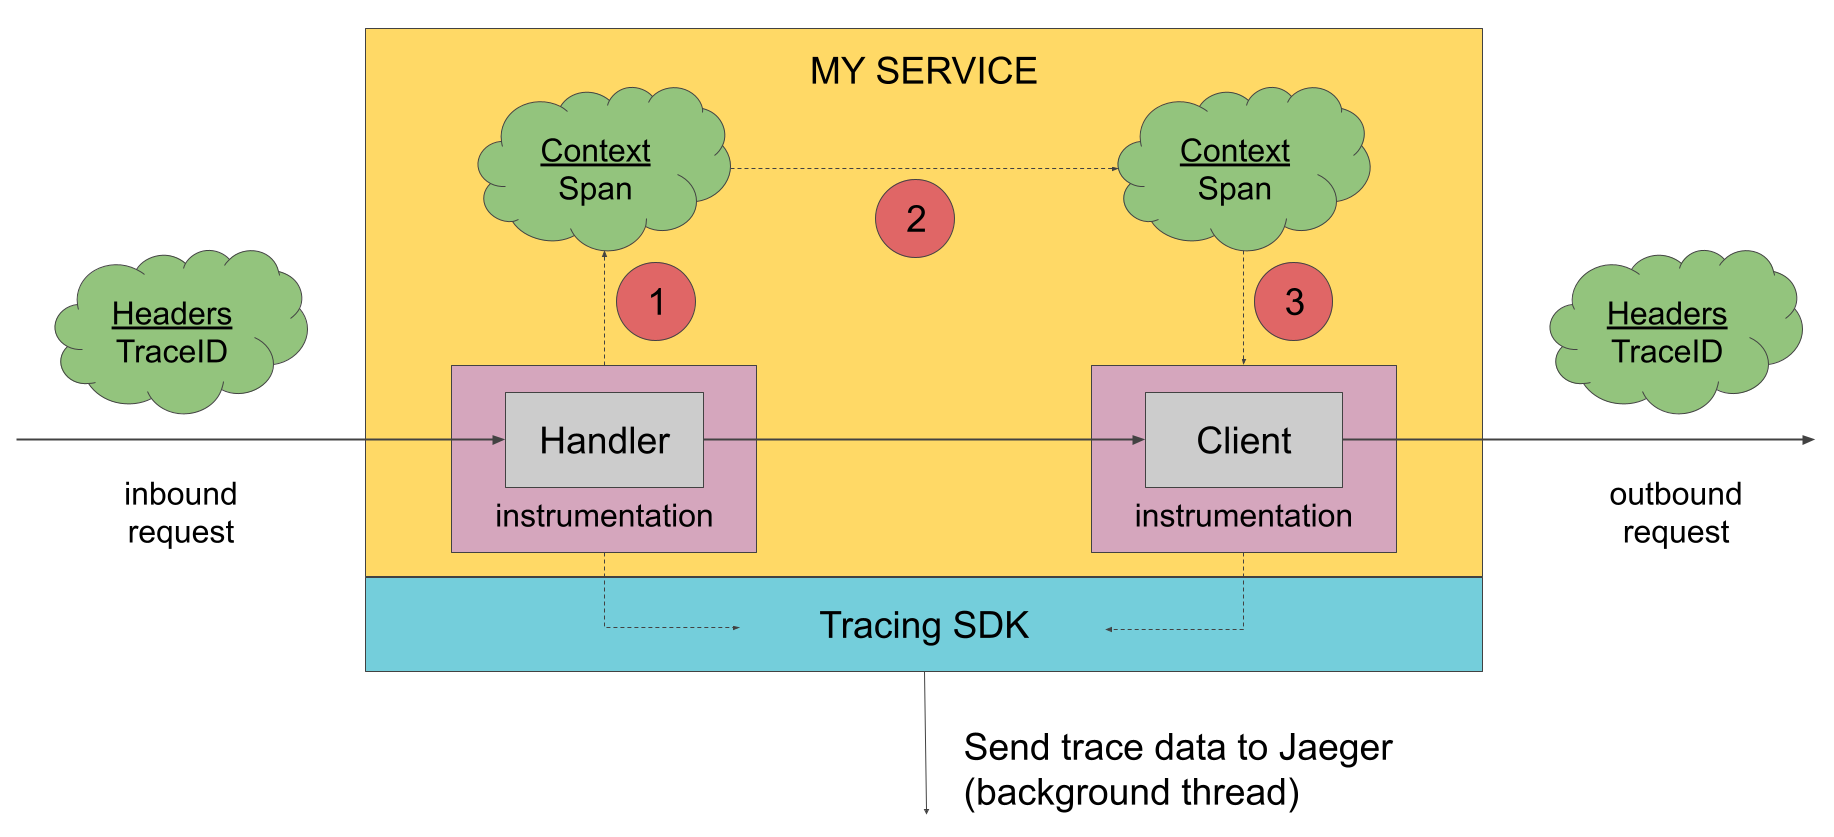 MY SERVICE
Context
Span
Context
Span
2
1
3
Headers
TraceID
Headers
TraceID
Handler
Client
instrumentation
instrumentation
inbound
request
outbound
request
Tracing SDK
Send trace data to Jaeger
(background thread)